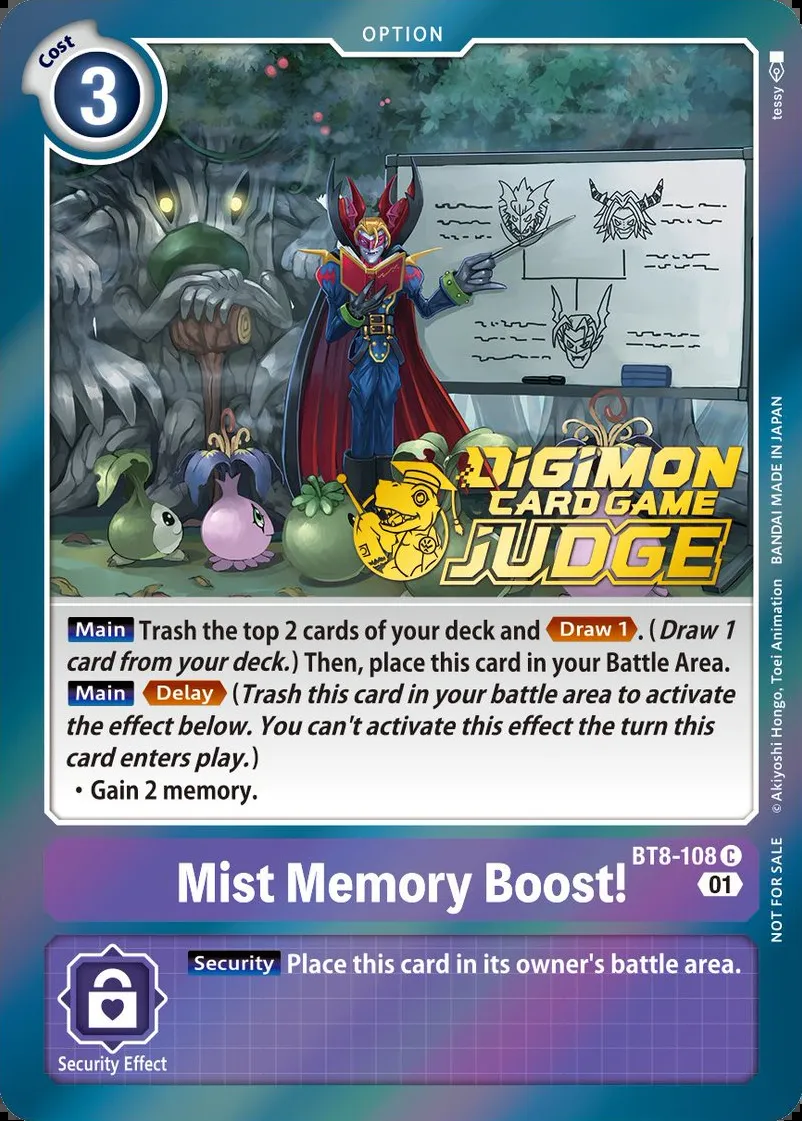 OPTION
Cost
3
tessy
DIGIMON
CARD GAME
JUDGE
Main Trash the top 2 cards of your deck and Draw 1. (Draw 1
card from your deck.) Then, place this card in your Battle Area.
Main Delay (Trash this card in your battle area to activate
the effect below. You can't activate this effect the turn this
card enters play.)
・Gain 2 memory.
© Akiyoshi Hongo, Toei Animation BANDAI MADE IN JAPAN
NOT FOR SALE
BT8-108 C
Mist Memory Boost!
01
Security Place this card in its owner's battle area.
Security Effect